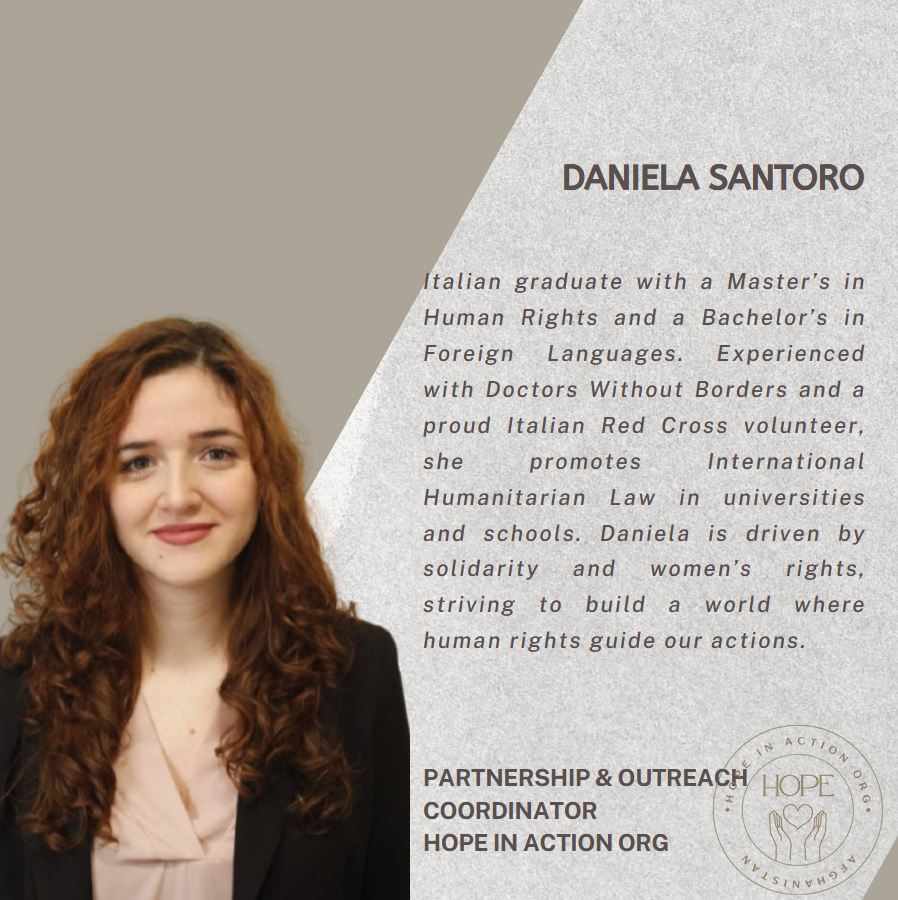 DANIELA SANTORO
Italian graduate with a Master’s in
Human Rights and a Bachelor’s in
Foreign Languages. Experienced
with Doctors Without Borders and a
proud Italian Red Cross volunteer,
she promotes International
Humanitarian Law in universities
and schools. Daniela is driven by
solidarity and women’s rights,
striving to build a world where
human rights guide our actions.
PARTNERSHIP & OUTREACH
COORDINATOR
HOPE IN ACTION ORG
HOPE IN ACTION ORG
HOPE
AFGHANISTAN